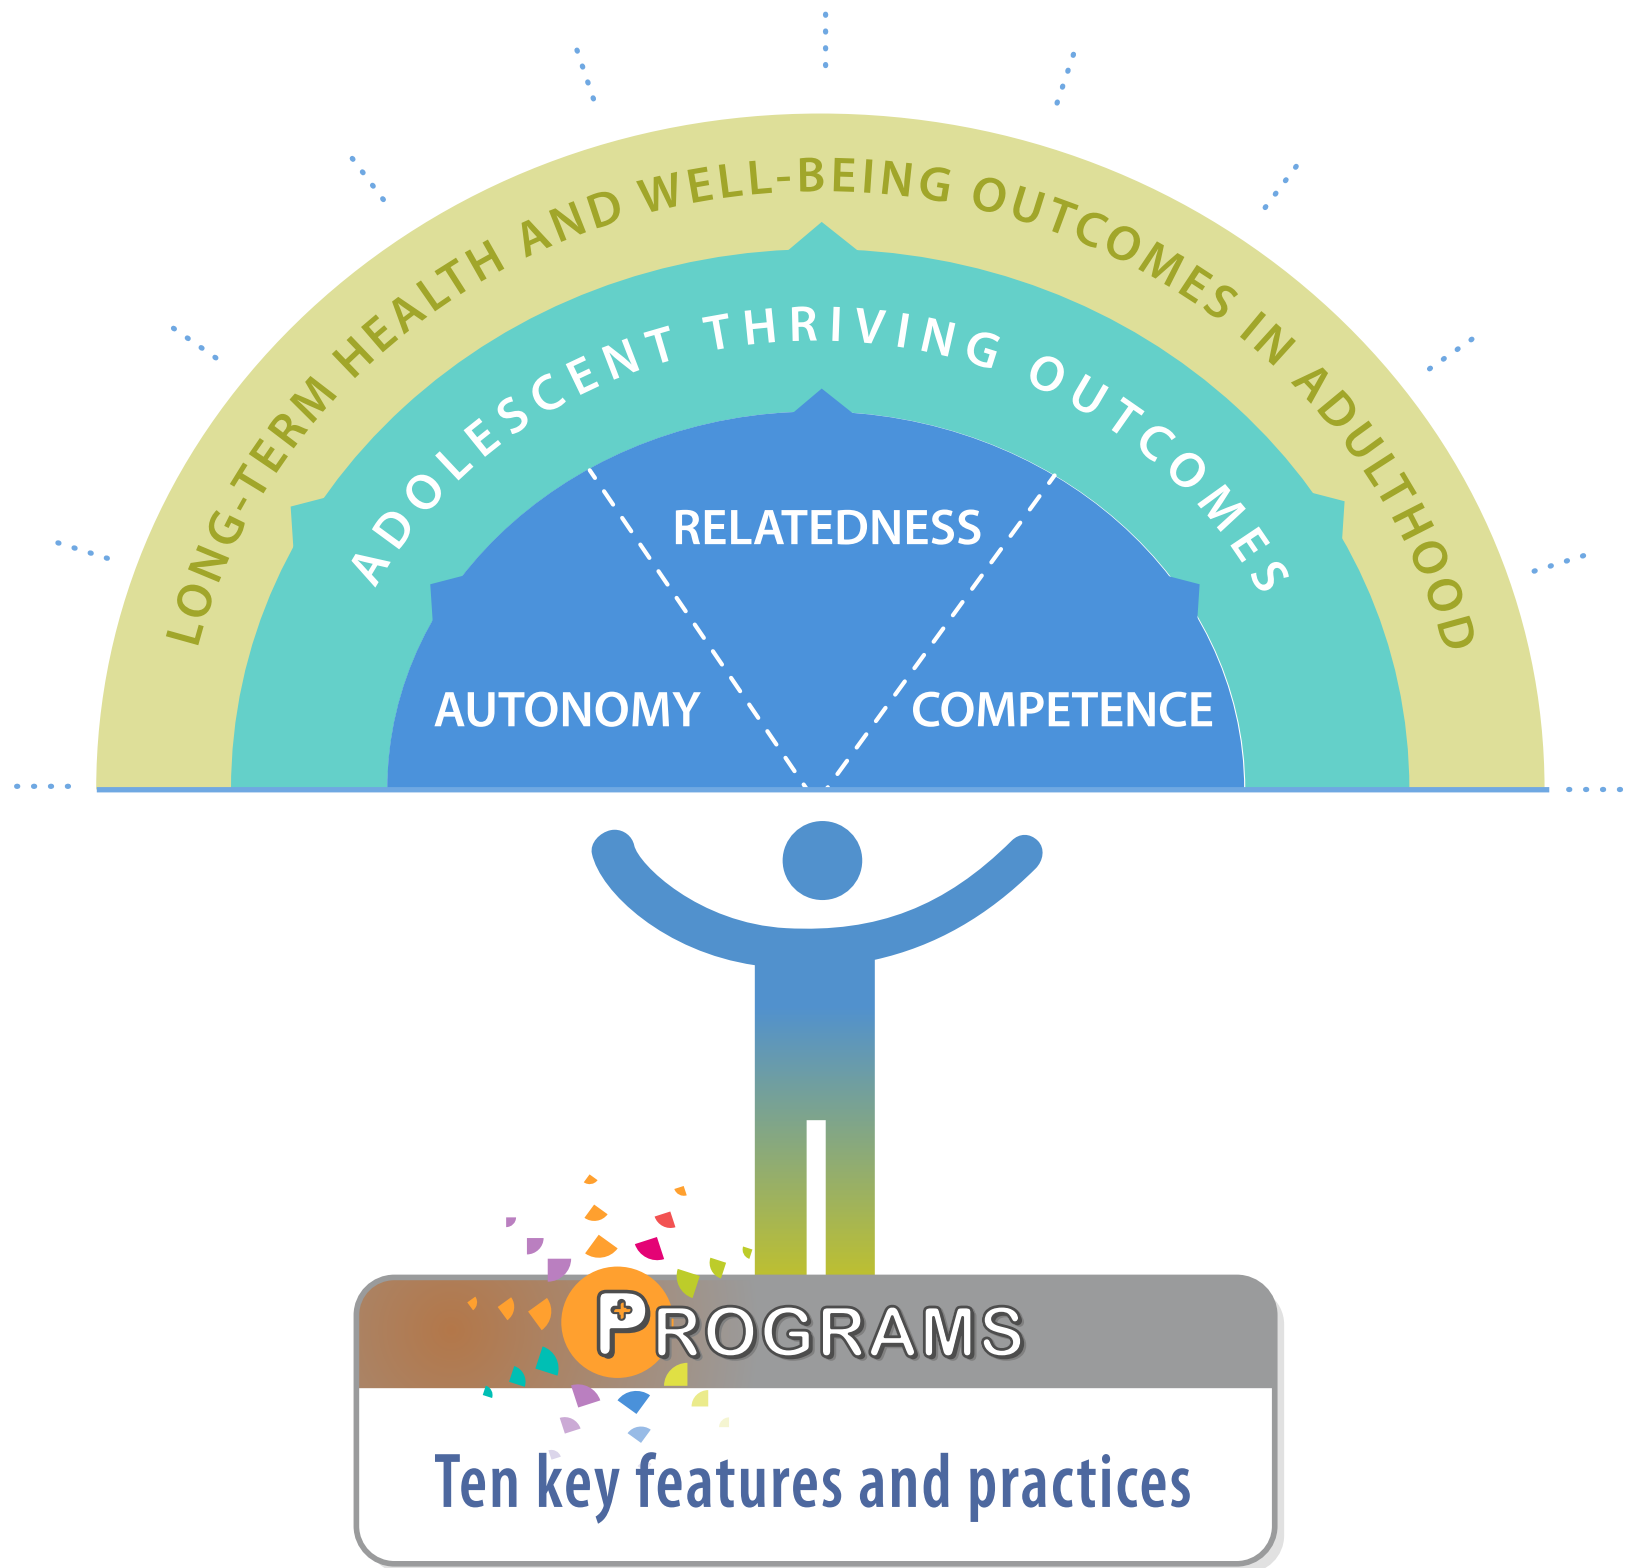 LONG-TERM HEALTH AND WELL-BEING OUTCOMES IN ADULTHOOD
ADOLESCENT THRIVING OUTCOMES
RELATEDNESS
AUTONOMY
COMPETENCE
PROGRAMS
Ten key features and practices